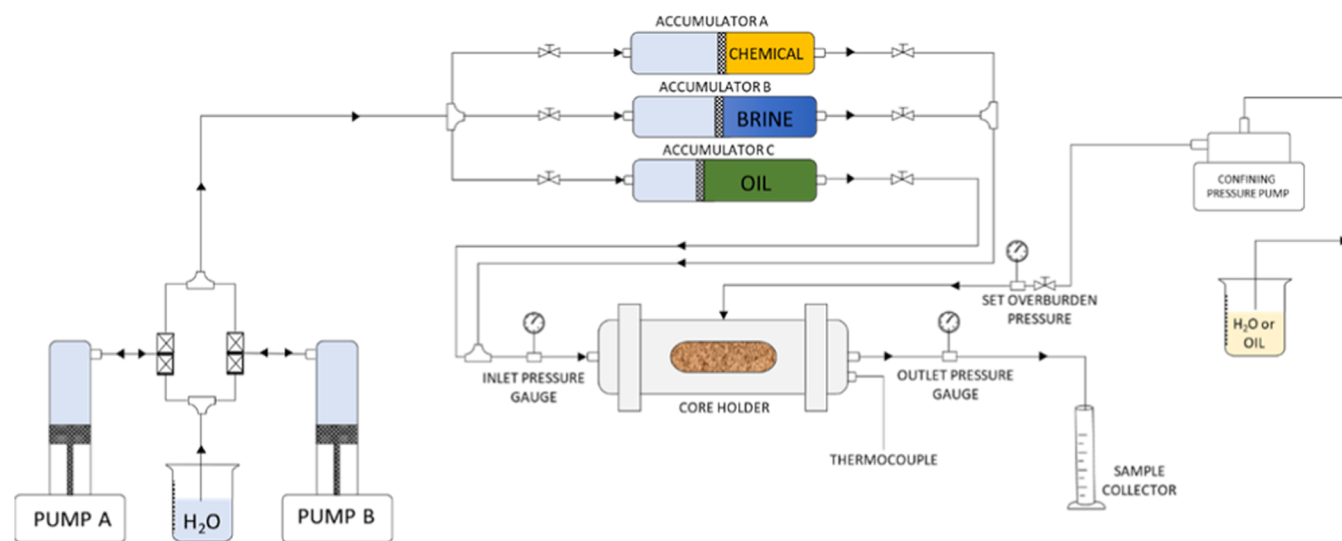 ACCUMULATOR A
CHEMICAL
ACCUMULATOR B
BRINE
ACCUMULATOR C
OIL
CONFINING
PRESSURE PUMP
SET OVERBURDEN
PRESSURE
H₂O or
OIL
INLET PRESSURE
GAUGE
CORE HOLDER
OUTLET PRESSURE
GAUGE
THERMOCOUPLE
SAMPLE
COLLECTOR
PUMP A
H₂O
PUMP B